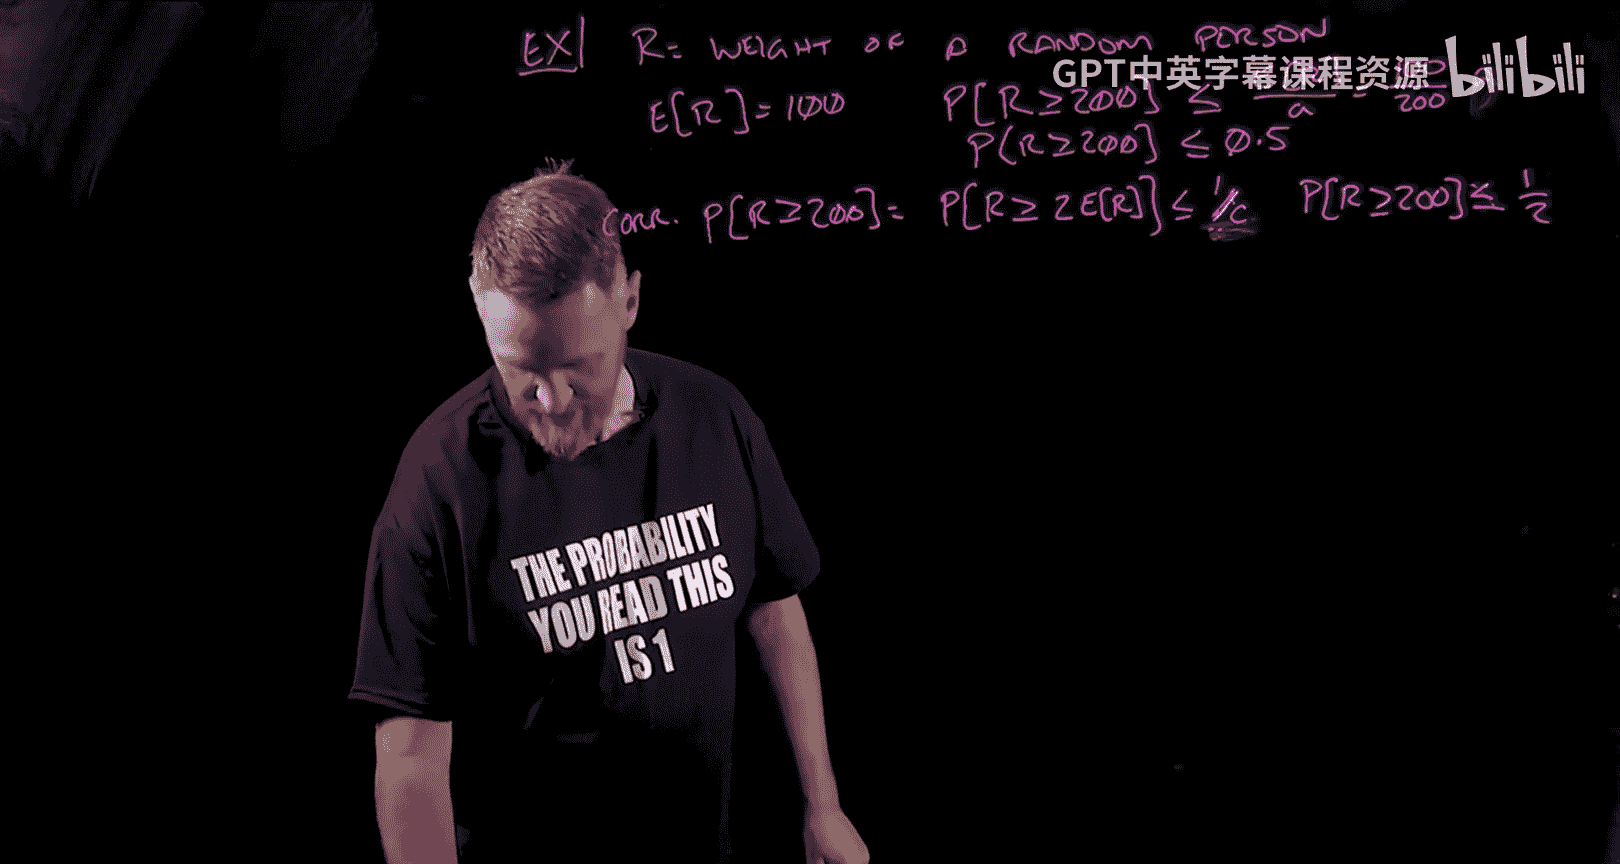 EX| R = WEIGHT OF A RANDOM PERSON
GPT中英字幕课程资源 bilibili
E[R] = 100 P[R ≥ 200] ≤ /a = /200
P(R ≥ 200] ≤ 0.5
CORR. P[R ≥ 200] = P[R ≥ 2E[R]] ≤ 1/c P[R ≥ 200] ≤ 1/2
THE PROBABILITY
YOU READ THIS
IS 1